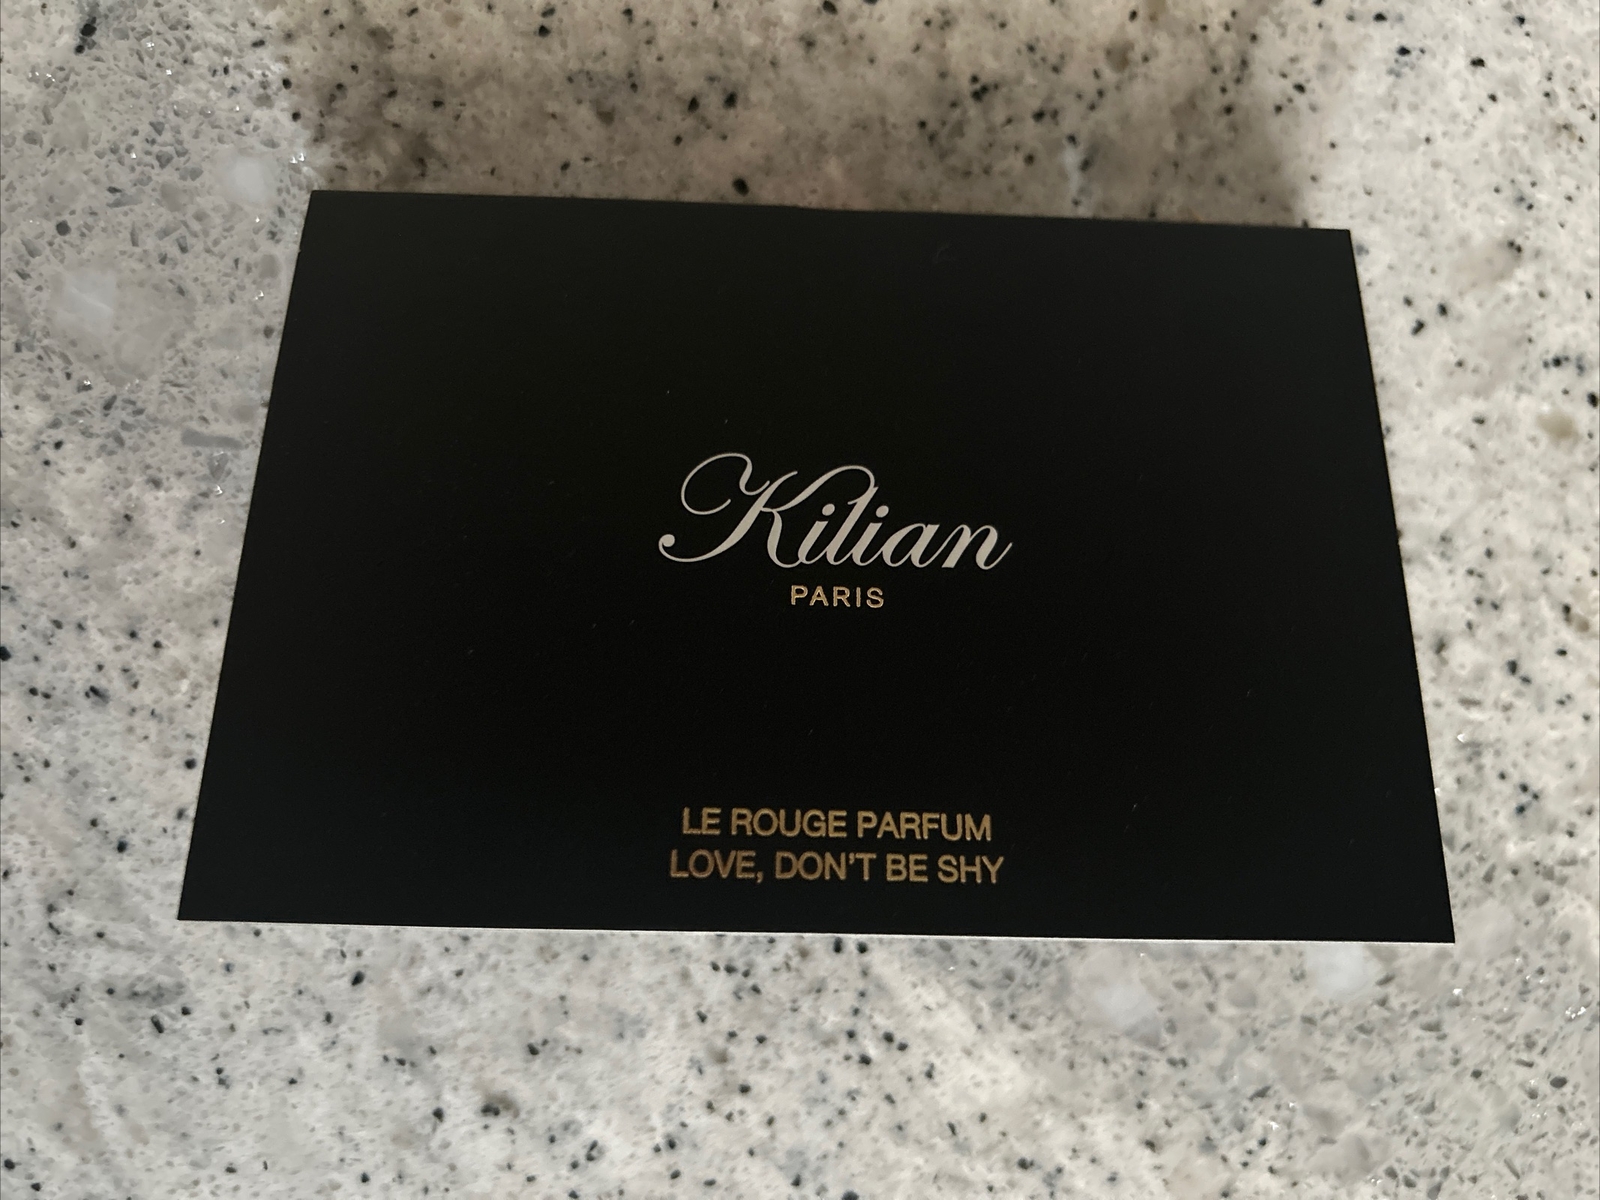 Kilian
PARIS
LE ROUGE PARFUM
LOVE, DON'T BE SHY